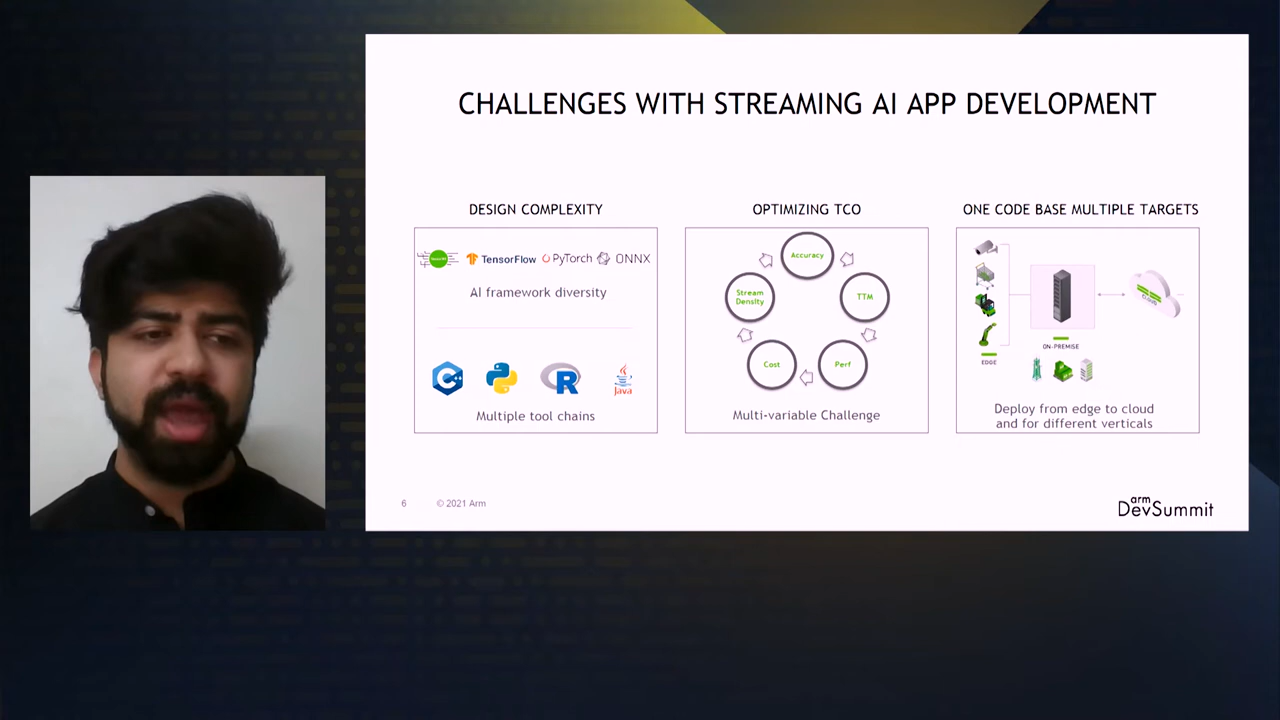 CHALLENGES WITH STREAMING AI APP DEVELOPMENT
DESIGN COMPLEXITY
TensorFlow
PyTorch
ONNX
AI framework diversity
C++
R
Java
Multiple tool chains
OPTIMIZING TCO
Accuracy
TTM
Perf
Cost
Stream
Density
Multi-variable Challenge
ONE CODE BASE MULTIPLE TARGETS
EDGE
ON-PREMISE
CLOUD
Deploy from edge to cloud
and for different verticals
6
© 2021 Arm
arm
DevSummit